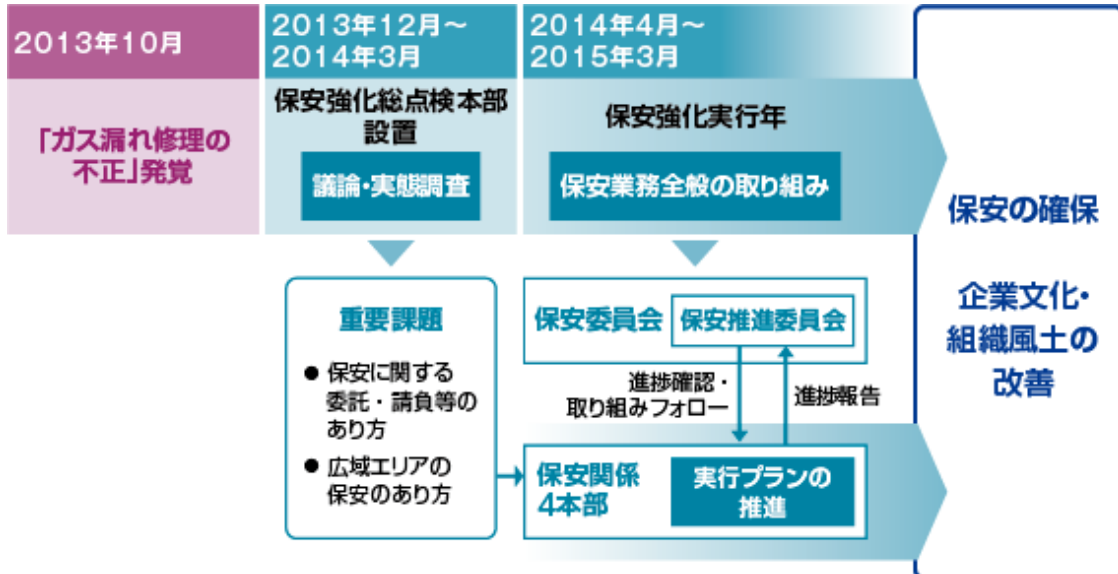 2013年10月
「ガス漏れ修理の
不正」発覚
2013年12月～
2014年3月
保安強化総点検本部
設置
議論・実態調査
2014年4月～
2015年3月
保安強化実行年
保安業務全般の取り組み
重要課題
● 保安に関する
委託・請負等の
あり方
● 広域エリアの
保安のあり方
保安委員会
保安推進委員会
進捗確認・
取り組みフォロー
進捗報告
保安関係
4本部
実行プランの
推進
保安の確保
企業文化・
組織風土の
改善